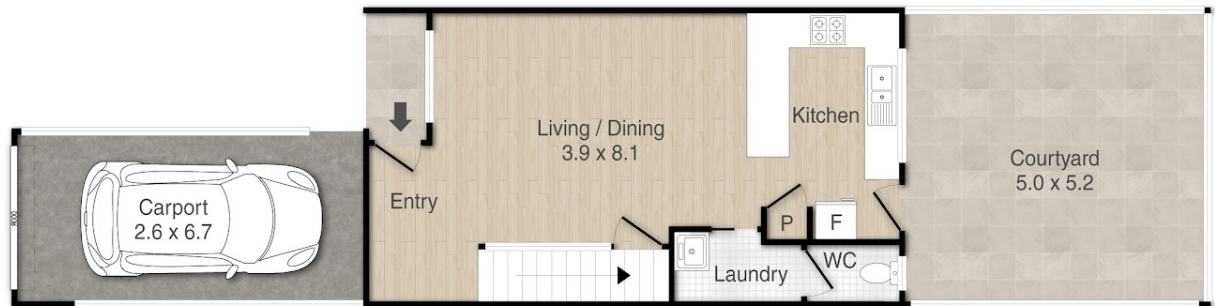 Carport
2.6 x 6.7
Entry
Living / Dining
3.9 x 8.1
Kitchen
P
F
Laundry
WC
Courtyard
5.0 x 5.2